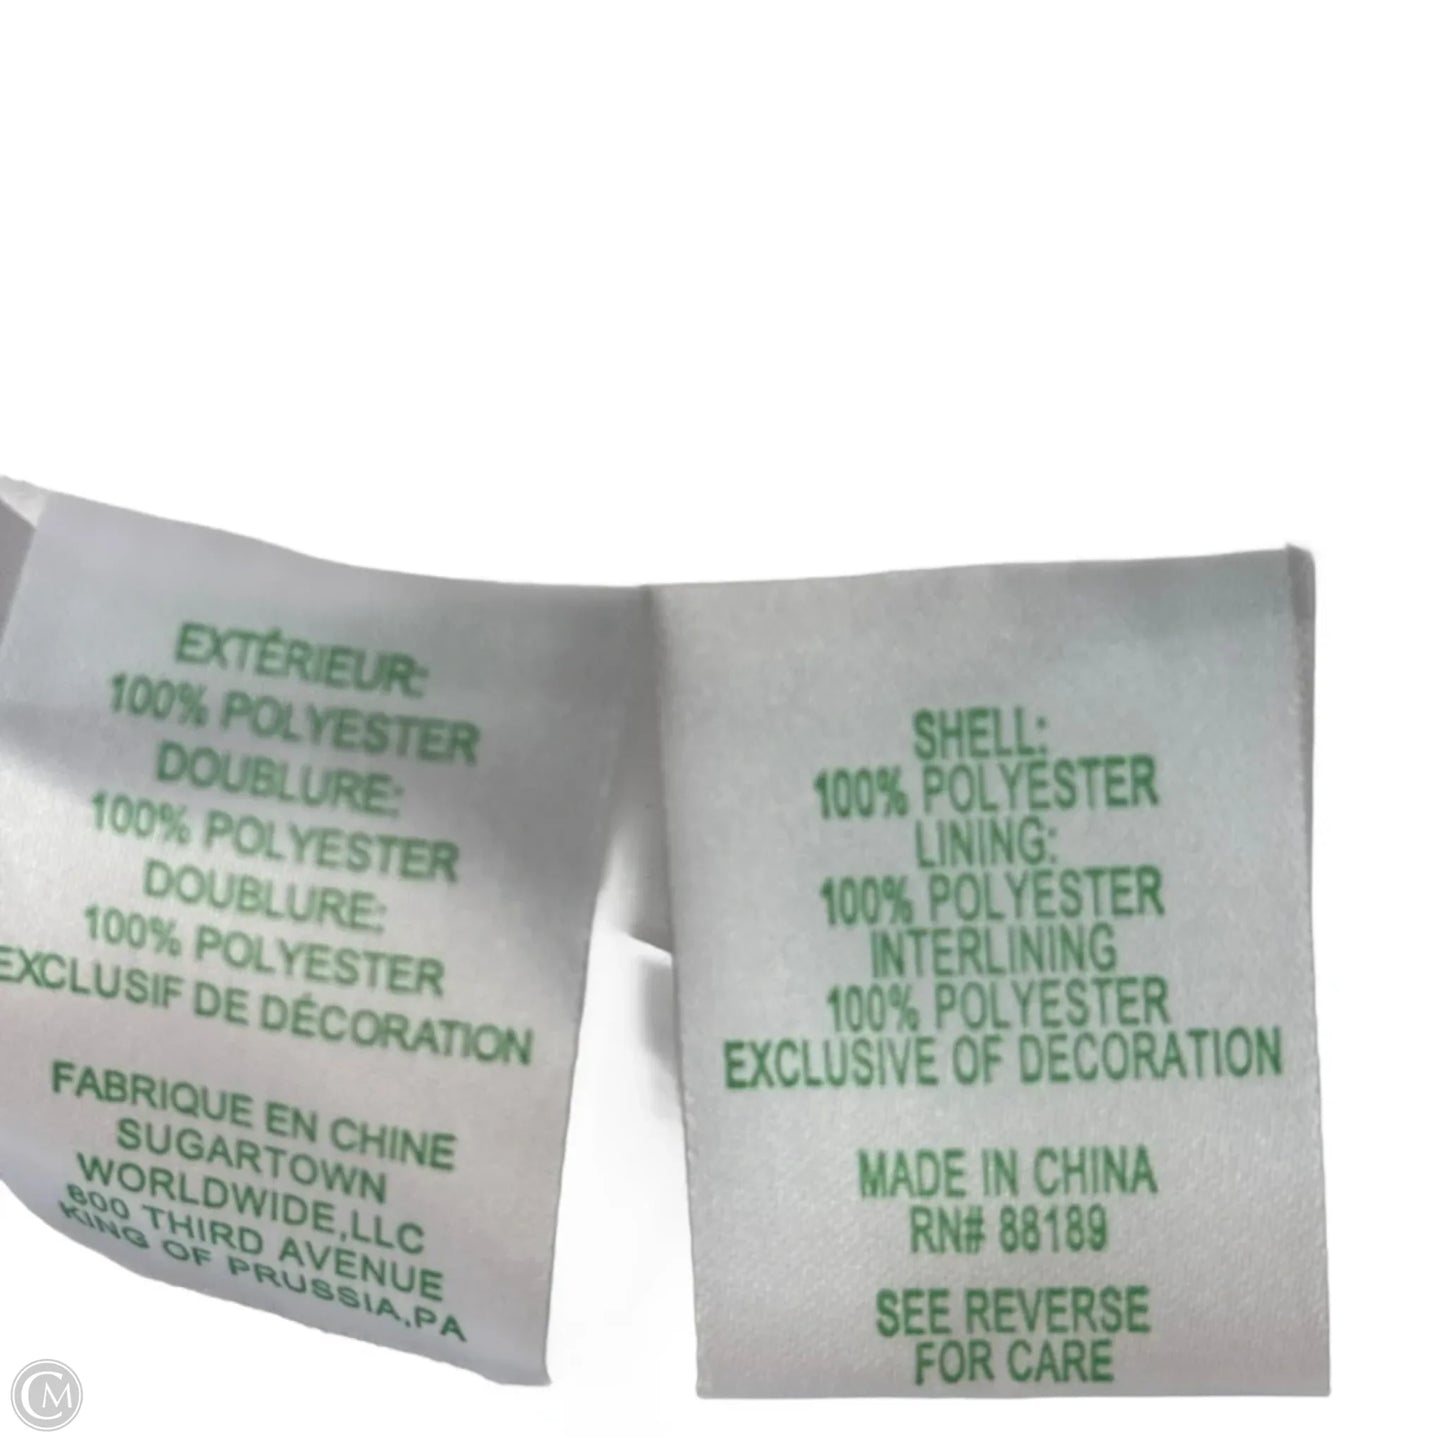 EXTÉRIEUR:
100% POLYESTER
DOUBLURE:
100% POLYESTER
DOUBLURE:
100% POLYESTER
EXCLUSIF DE DÉCORATION
FABRIQUE EN CHINE
SUGARTOWN
WORLDWIDE,LLC
800 THIRD AVENUE
KING OF PRUSSIA,PA
SHELL:
100% POLYESTER
LINING:
100% POLYESTER
INTERLINING
100% POLYESTER
EXCLUSIVE OF DECORATION
MADE IN CHINA
RN# 88189
SEE REVERSE
FOR CARE
CM